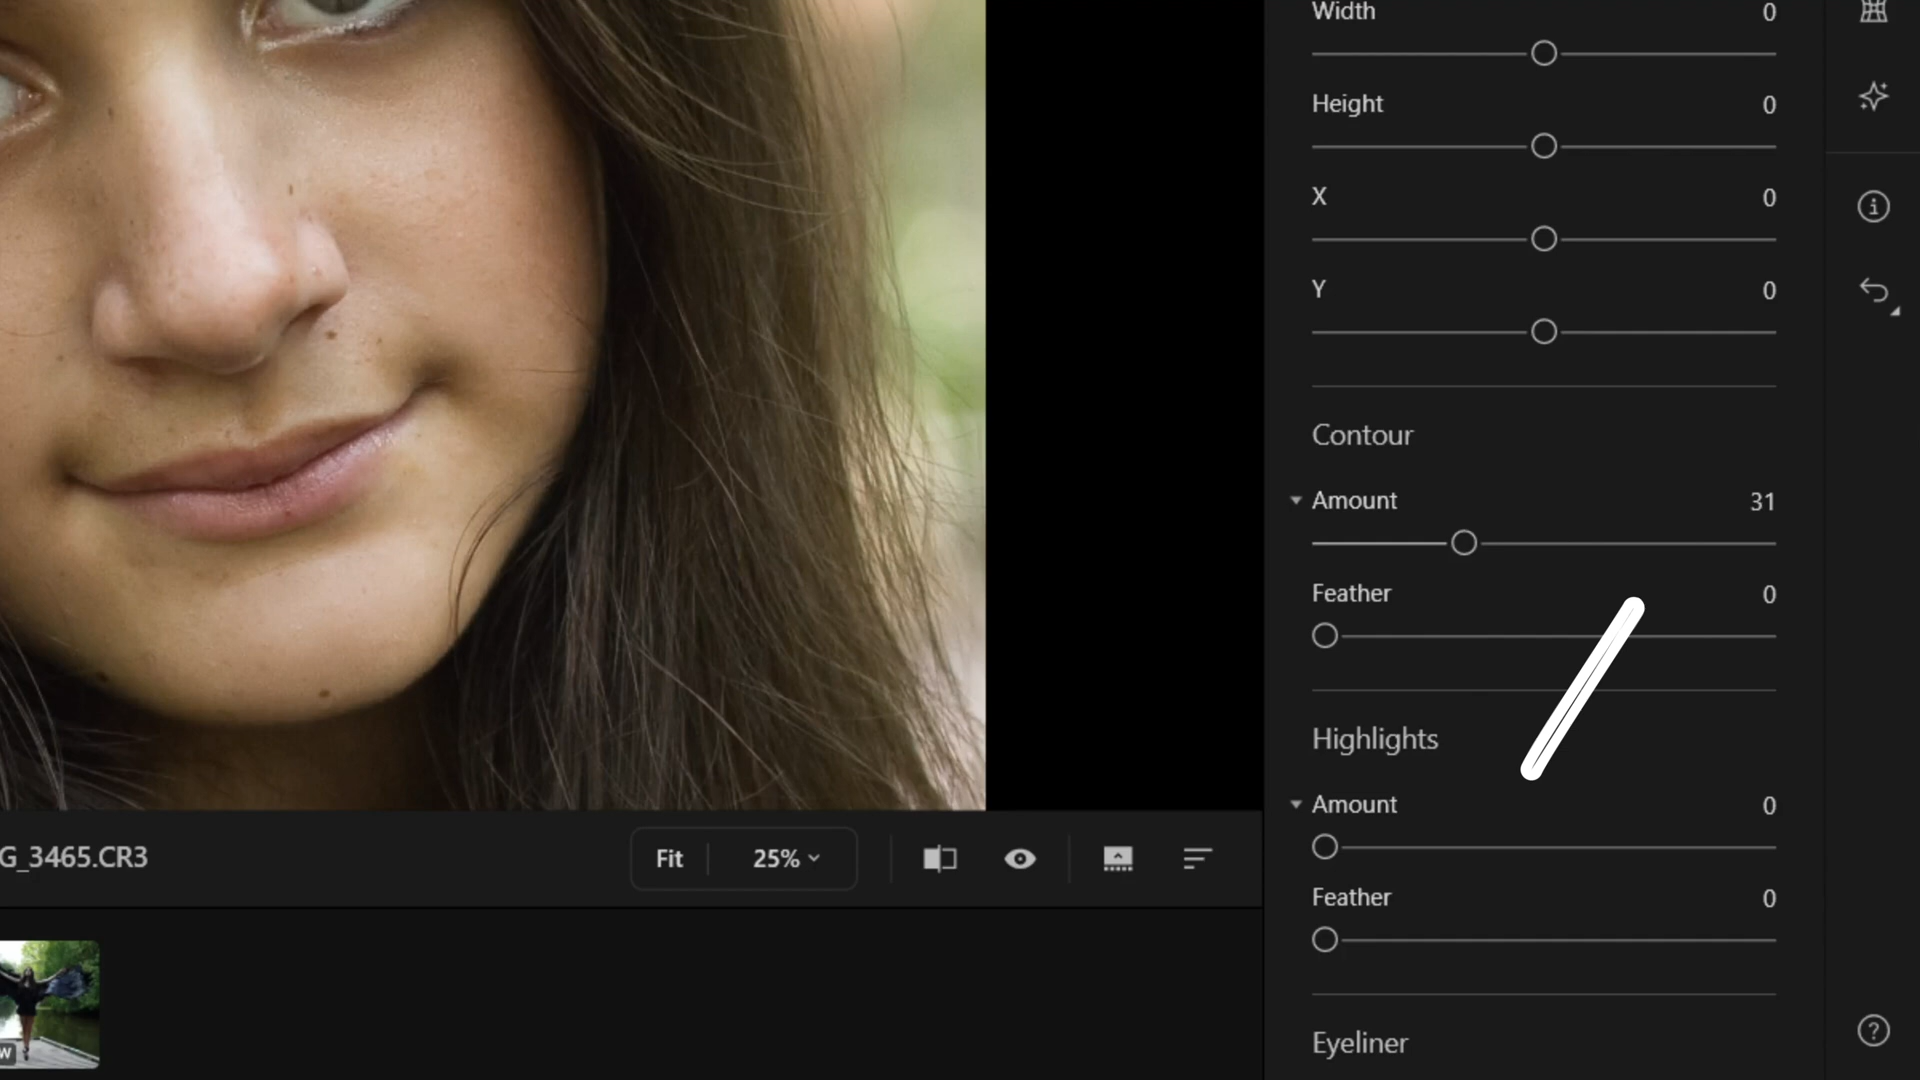 Width 0
Height 0
X 0
Y 0
Contour
Amount 31
Feather 0
Highlights
Amount 0
Feather 0
Eyeliner
G_3465.CR3
Fit 25%
W